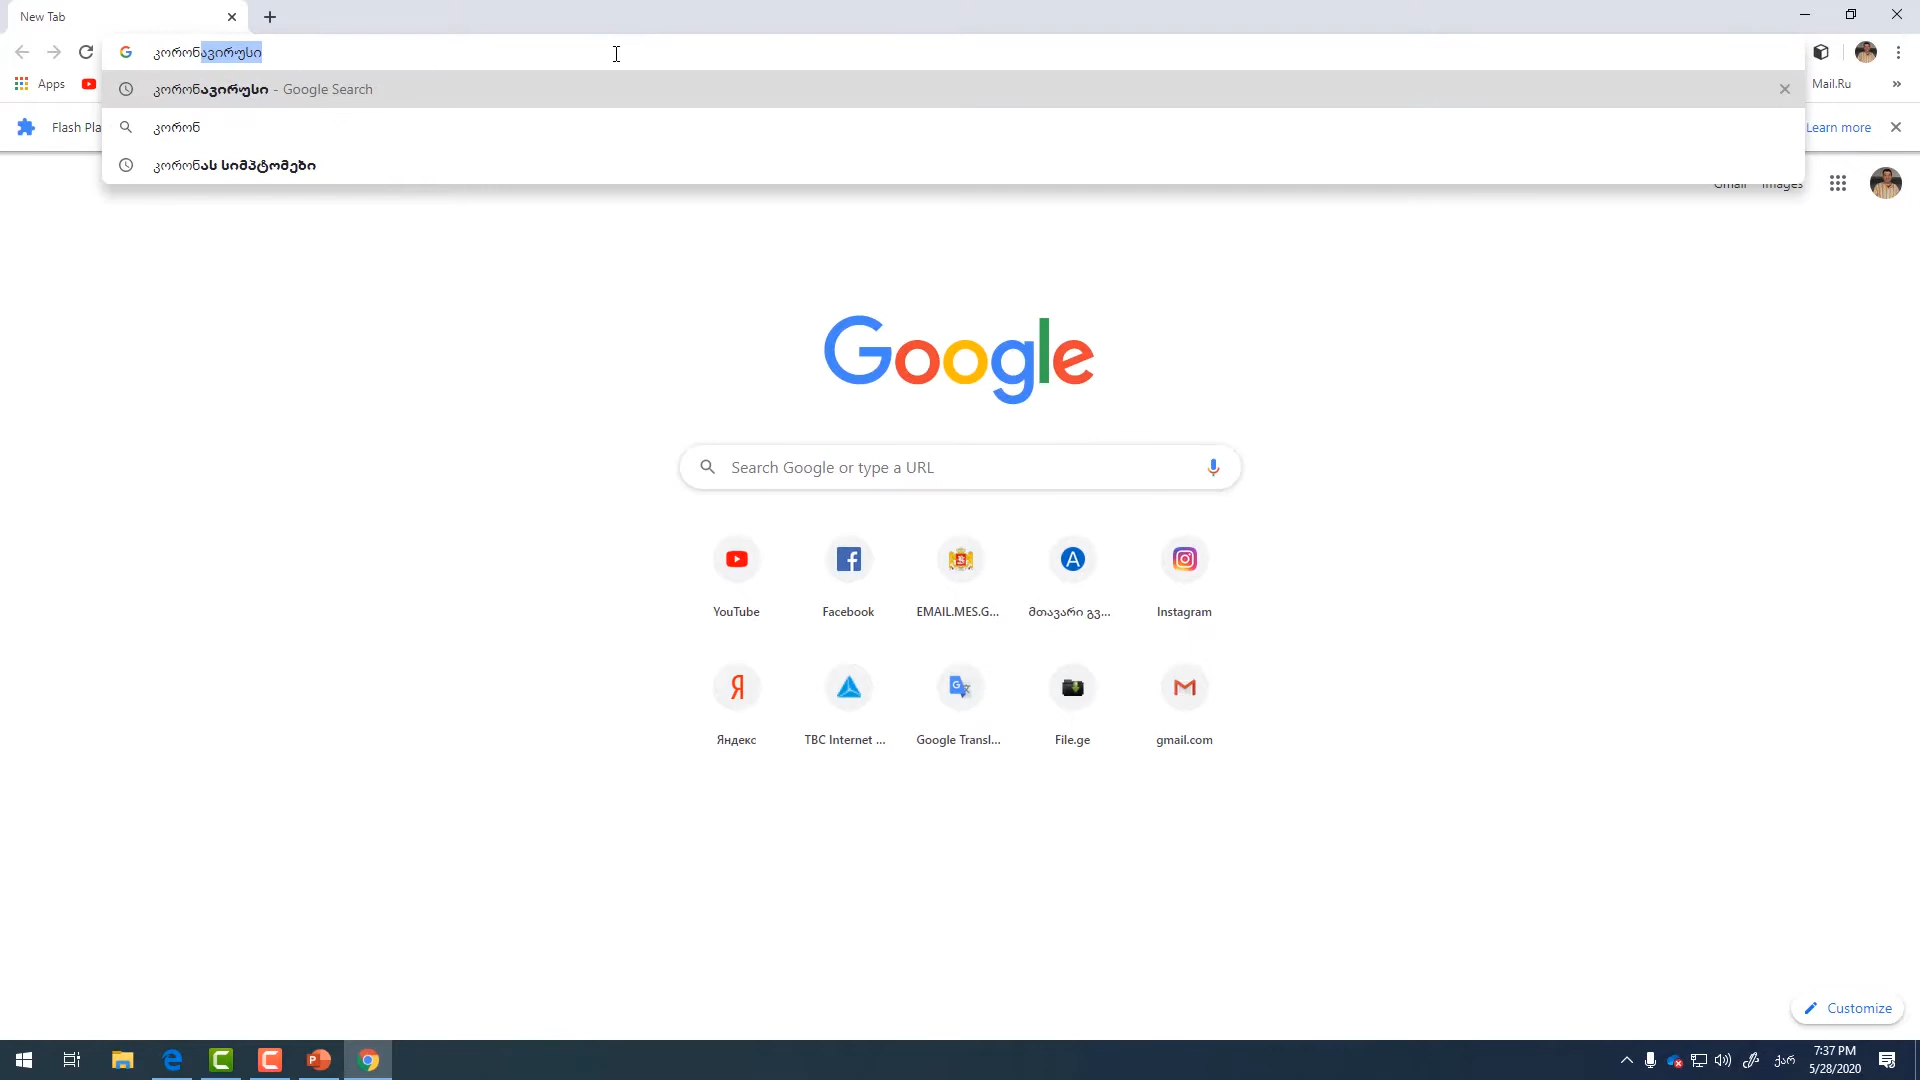 New Tab
კორონავირუსი
Apps
Mail.Ru
»
კორონავირუსი - Google Search
კორონ
Flash Pla
Learn more
კორონას სიმპტომები
Gmail Images
Google
Search Google or type a URL
YouTube
Facebook
EMAIL.MES.G...
მთავარი გვ...
Instagram
Яндекс
TBC Internet ...
Google Transl...
File.ge
gmail.com
Customize
ქარ
7:37 PM
5/28/2020